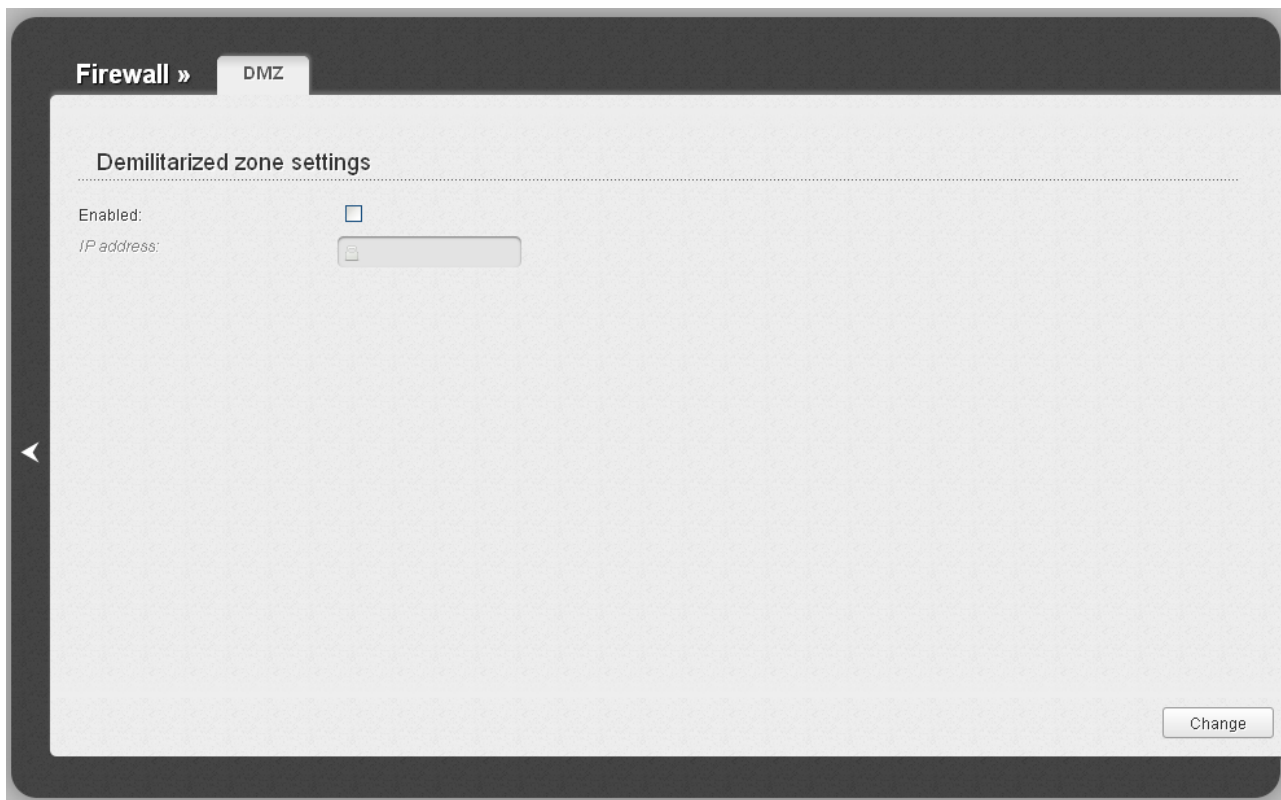 Firewall » DMZ
Demilitarized zone settings
Enabled:
IP address:
Change